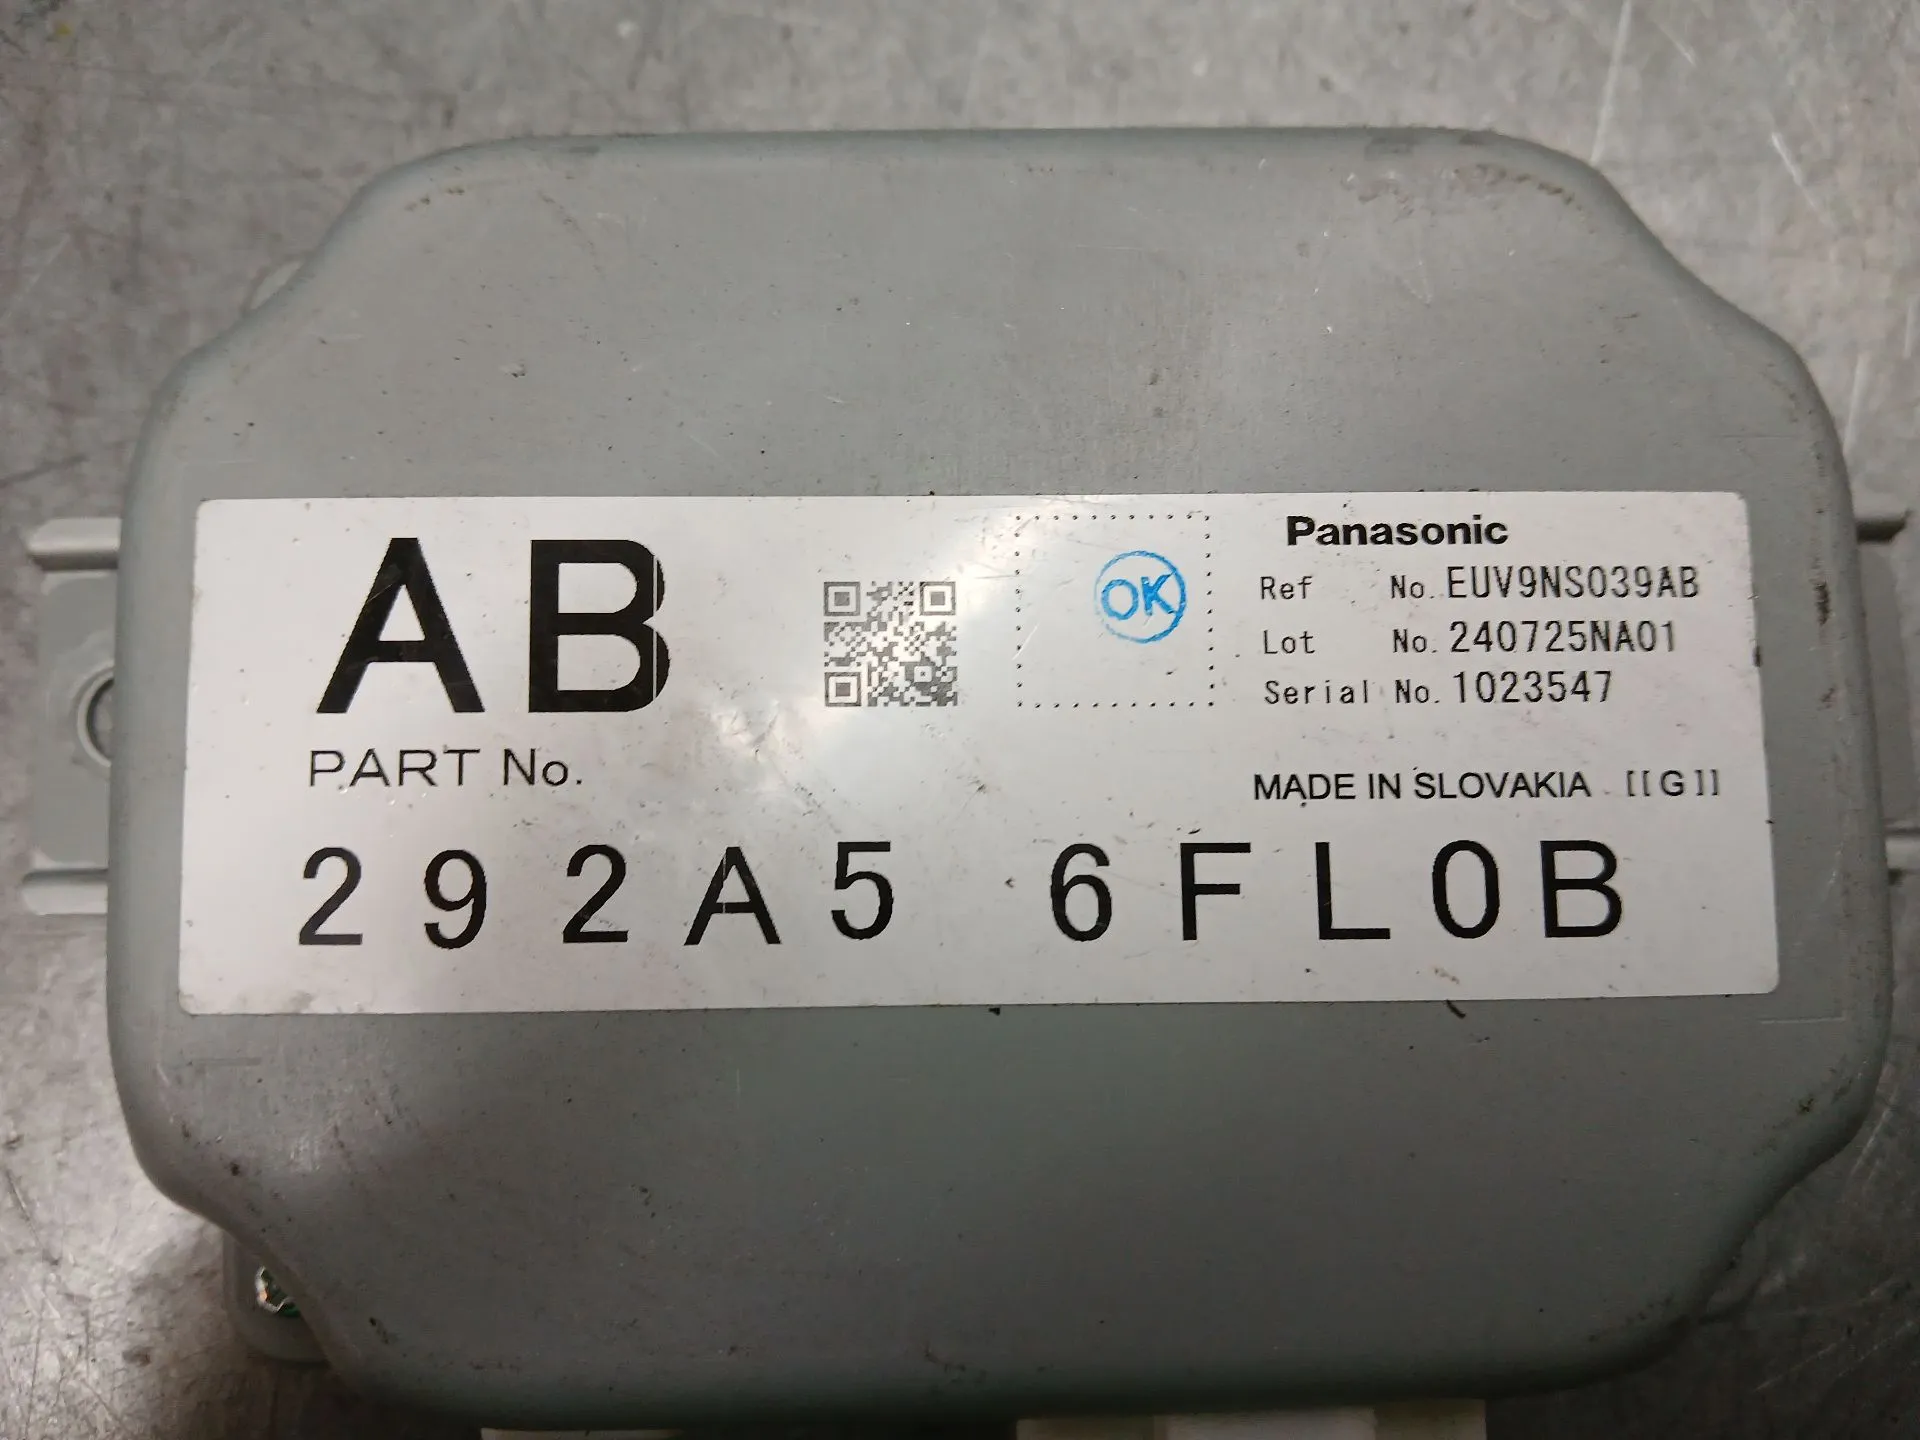 AB
OK
Panasonic
Ref No. EUV9NS039AB
Lot No. 240725NA01
Serial No. 1023547
PART No.
MADE IN SLOVAKIA [[G]]
292A5 6FL0B